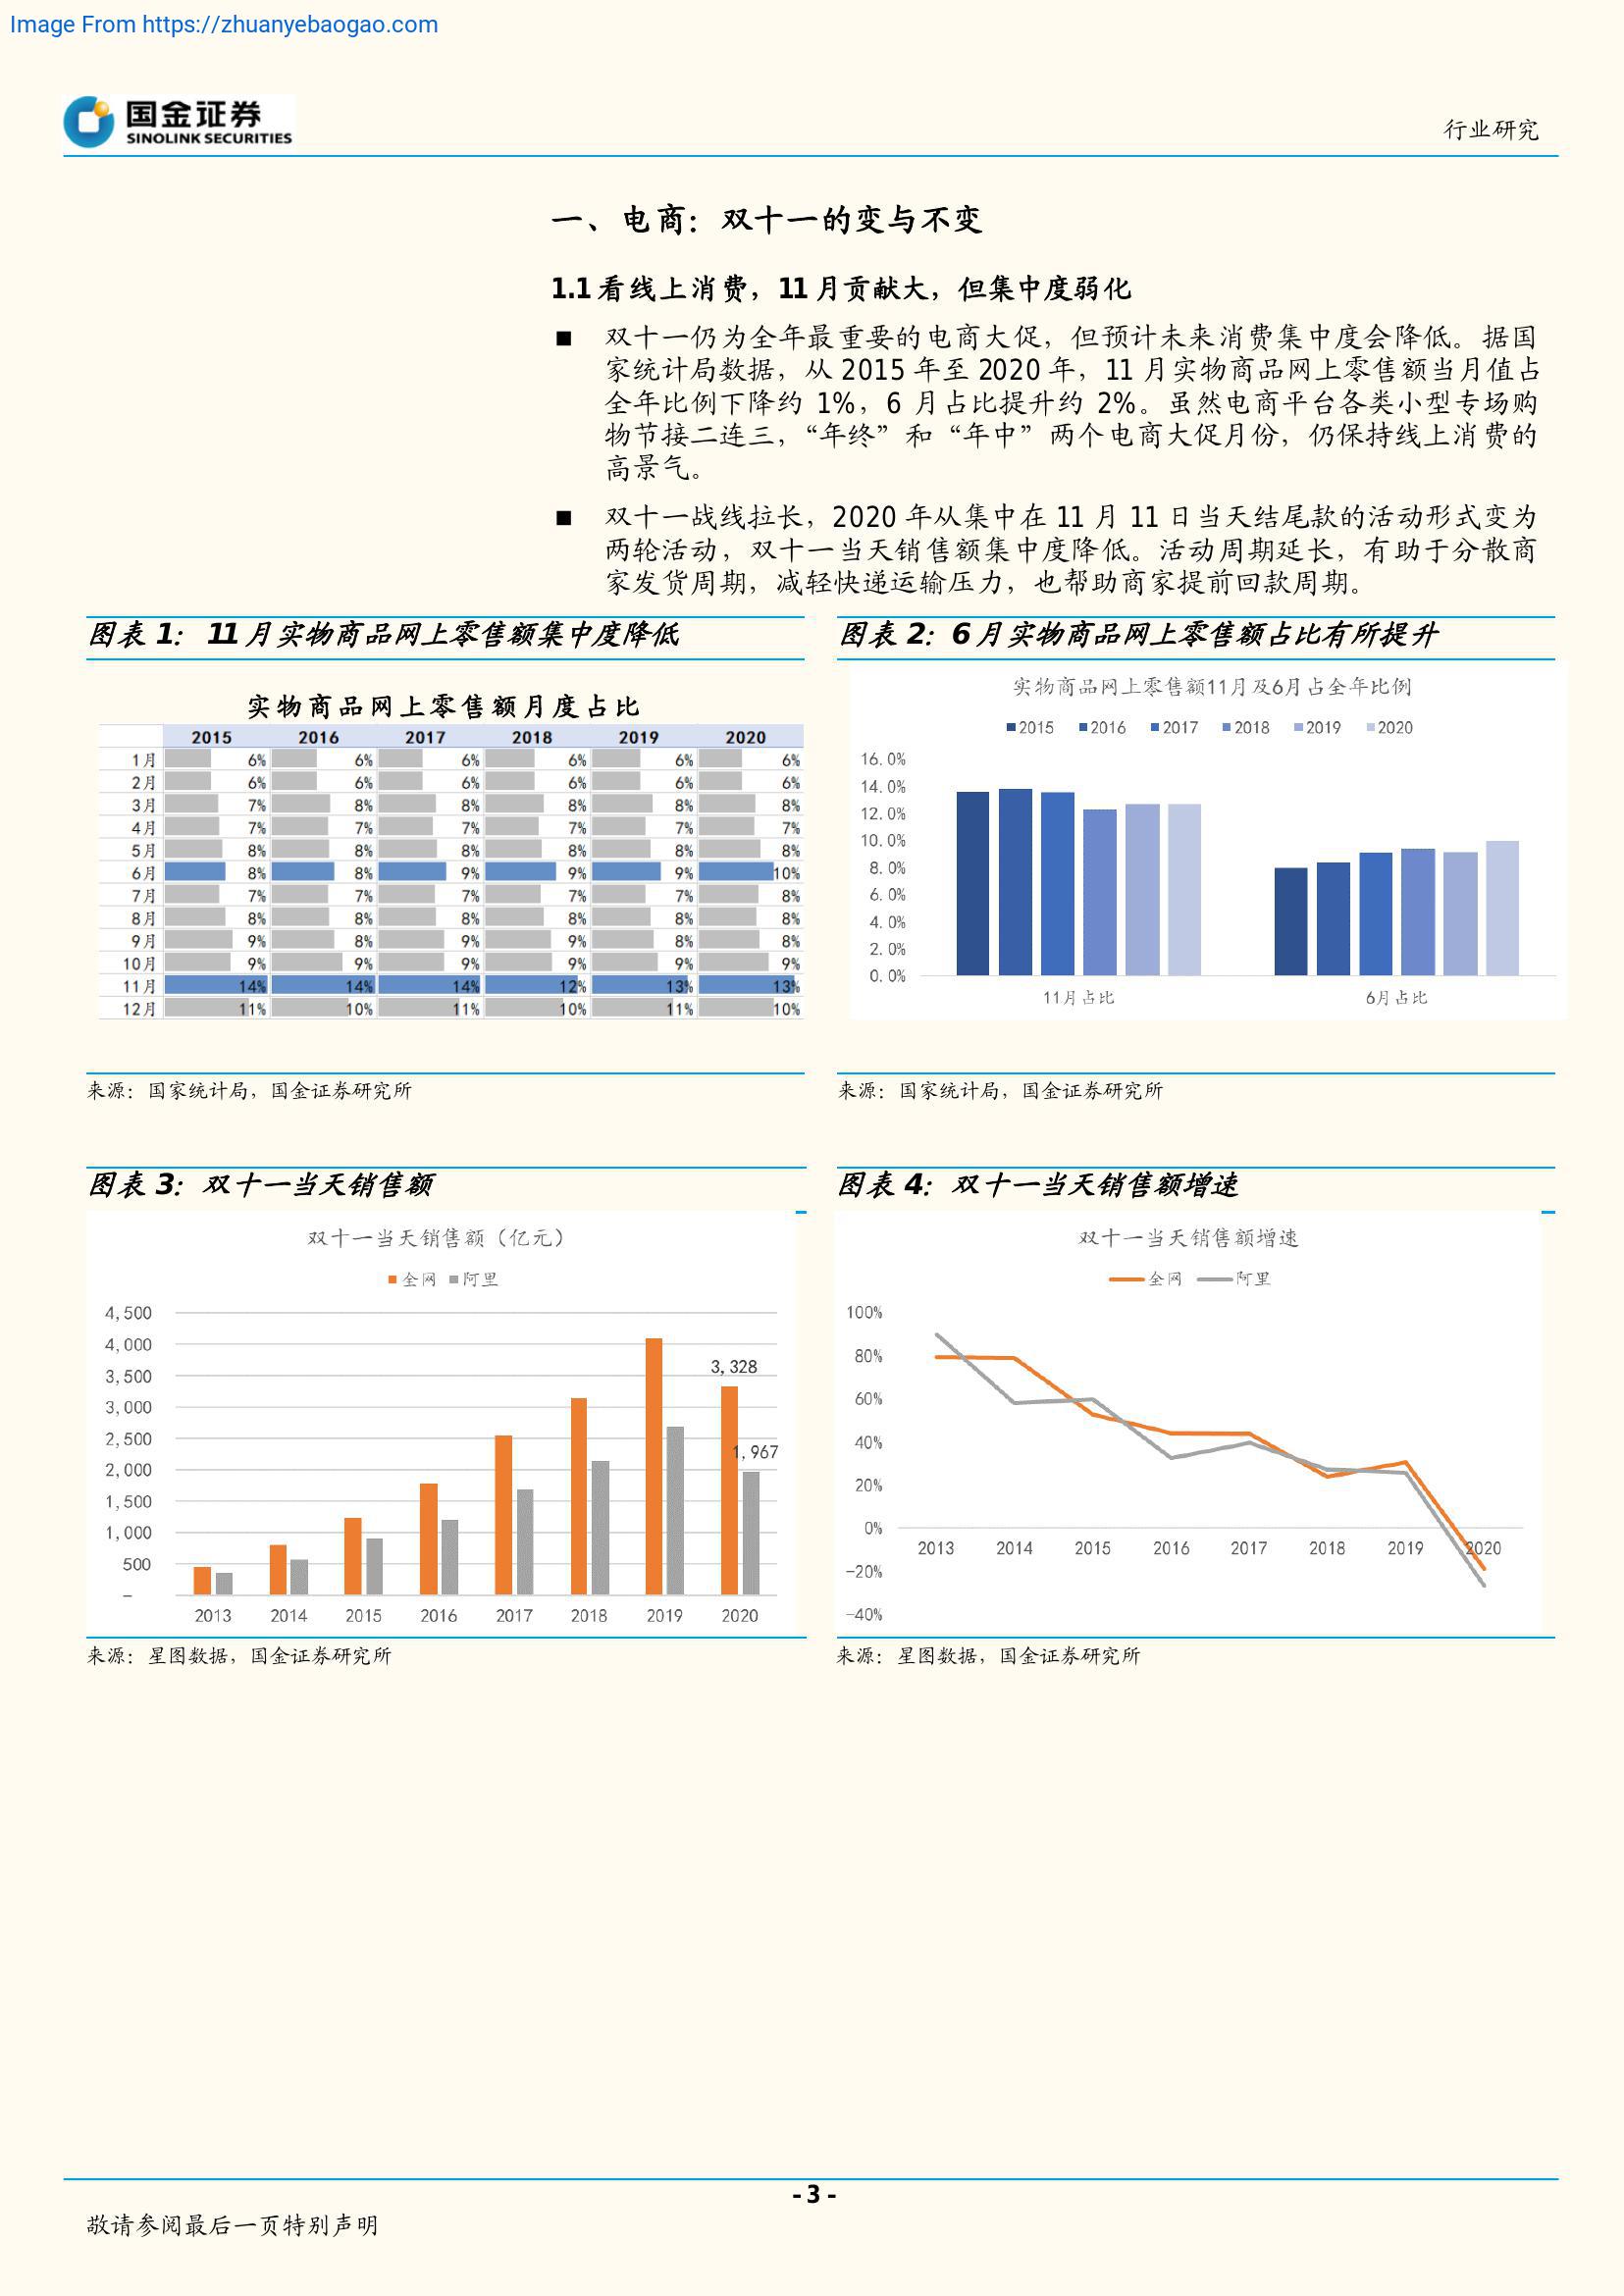 Image From https://zhuanyebaogao.com
国金证券
SINOLINK SECURITIES
行业研究
一、电商：双十一的变与不变
1.1看线上消费，11月贡献大，但集中度弱化
■ 双十一仍为全年最重要的电商大促，但预计未来消费集中度会降低。据国
家统计局数据，从 2015 年至 2020 年，11 月实物商品网上零售额当月值占
全年比例下降约 1%，6 月占比提升约 2%。虽然电商平台各类小型专场购
物节接二连三，“年终”和“年中”两个电商大促月份，仍保持线上消费的
高景气。
■ 双十一战线拉长，2020 年从集中在 11 月 11 日当天结尾款的活动形式变为
两轮活动，双十一当天销售额集中度降低。活动周期延长，有助于分散商
家发货周期，减轻快递运输压力，也帮助商家提前回款周期。
图表 1：11 月实物商品网上零售额集中度降低
实物商品网上零售额月度占比
2015 2016 2017 2018 2019 2020
1月 6% 6% 6% 6% 6% 6%
2月 6% 6% 6% 6% 6% 6%
3月 7% 8% 8% 8% 8% 8%
4月 7% 7% 7% 7% 7% 7%
5月 8% 8% 8% 8% 8% 8%
6月 8% 8% 9% 9% 9% 10%
7月 7% 7% 7% 7% 7% 8%
8月 8% 8% 8% 8% 8% 8%
9月 9% 8% 9% 9% 8% 8%
10月 9% 9% 9% 9% 9% 9%
11月 14% 14% 14% 12% 13% 13%
12月 11% 10% 11% 10% 11% 10%
来源：国家统计局，国金证券研究所
图表 2：6 月实物商品网上零售额占比有所提升
实物商品网上零售额11月及6月占全年比例
2015 2016 2017 2018 2019 2020
16.0%
14.0%
12.0%
10.0%
8.0%
6.0%
4.0%
2.0%
0.0%
11月占比 6月占比
来源：国家统计局，国金证券研究所
图表 3：双十一当天销售额
双十一当天销售额（亿元）
全网 阿里
4,500
4,000
3,500
3,000
2,500
2,000
1,500
1,000
500
-
3,328
1,967
2013 2014 2015 2016 2017 2018 2019 2020
来源：星图数据，国金证券研究所
图表 4：双十一当天销售额增速
双十一当天销售额增速
全网 阿里
100%
80%
60%
40%
20%
0%
-20%
-40%
2013 2014 2015 2016 2017 2018 2019 2020
来源：星图数据，国金证券研究所
- 3 -
敬请参阅最后一页特别声明